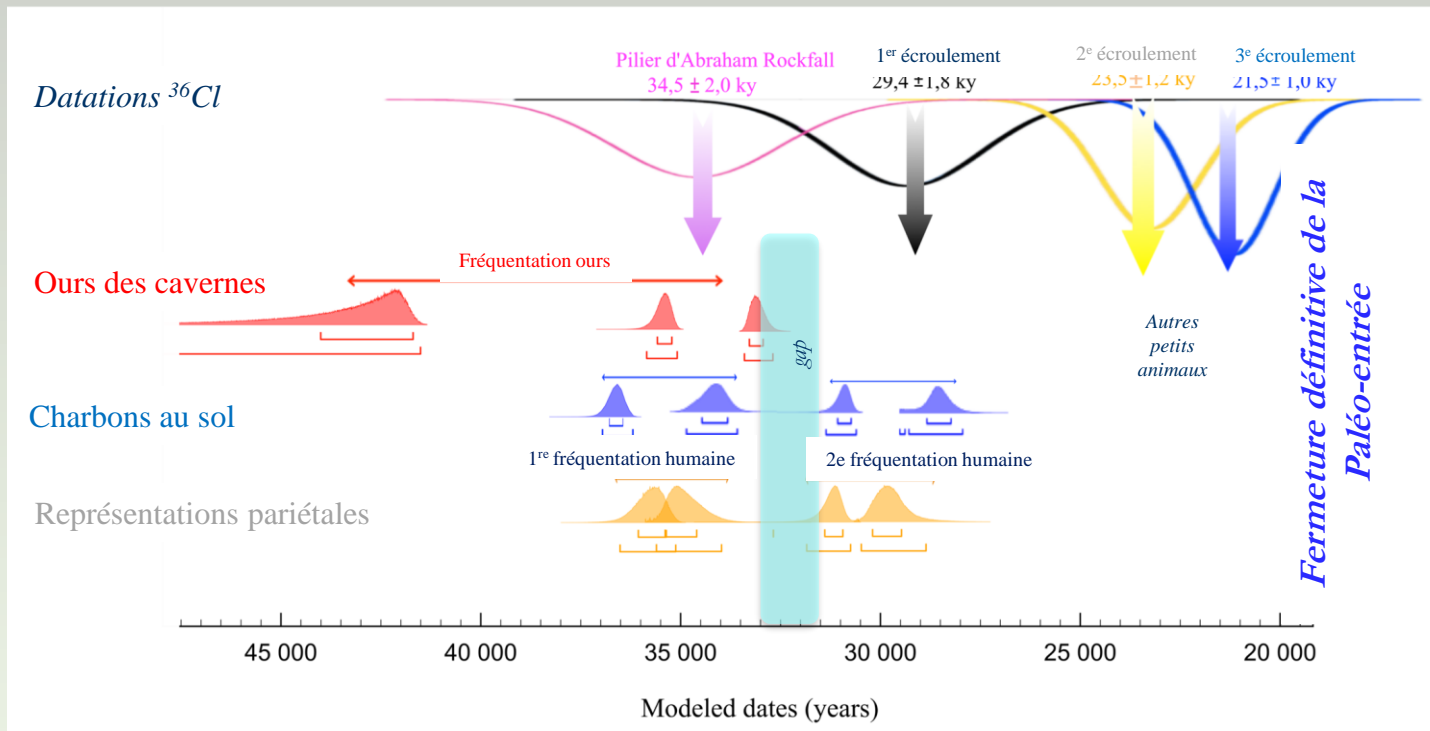 Datations ³⁶Cl
Pilier d'Abraham Rockfall
34,5 ± 2,0 ky
1er écroulement
29,4 ±1,8 ky
2e écroulement
23,5±1,2 ky
3e écroulement
21,5± 1,0 ky
Ours des cavernes
Fréquentation ours
gap
Autres
petits
animaux
Charbons au sol
1re fréquentation humaine
2e fréquentation humaine
Représentations pariétales
Fermeture définitive de la
Paléo-entrée
45 000
40 000
35 000
30 000
25 000
20 000
Modeled dates (years)